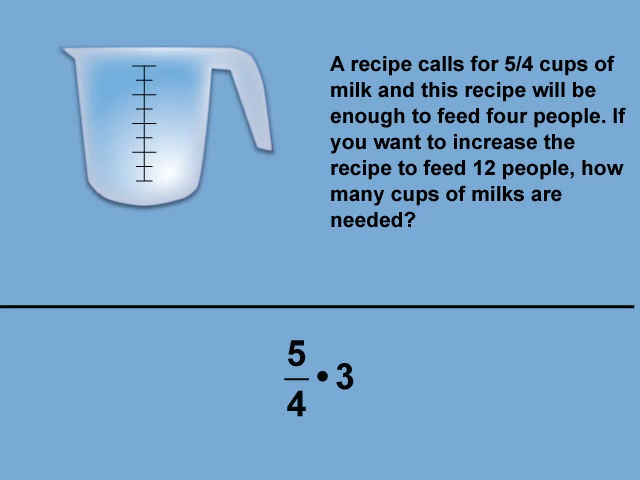 A recipe calls for 5/4 cups of
milk and this recipe will be
enough to feed four people. If
you want to increase the
recipe to feed 12 people, how
many cups of milks are
needed?
5
4 • 3